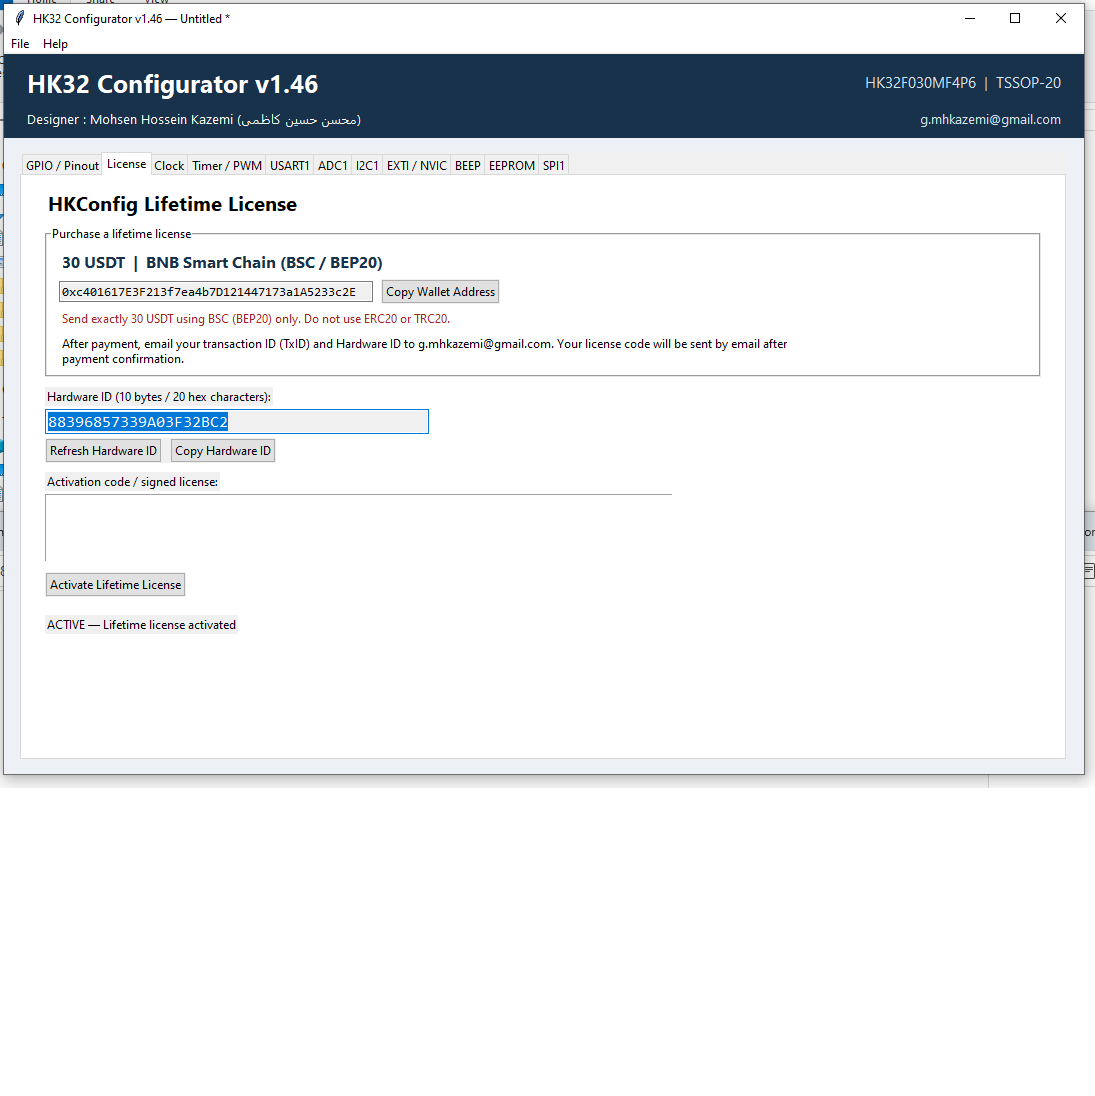 Home Share View
HK32 Configurator v1.46 — Untitled *
File Help
HK32 Configurator v1.46
HK32F030MF4P6 | TSSOP-20
Designer : Mohsen Hossein Kazemi (محسن حسین کاظمی)
g.mhkazemi@gmail.com
GPIO / Pinout License Clock Timer / PWM USART1 ADC1 I2C1 EXTI / NVIC BEEP EEPROM SPI1
HKConfig Lifetime License
Purchase a lifetime license
30 USDT | BNB Smart Chain (BSC / BEP20)
0xc401617E3F213f7ea4b7D121447173a1A5233c2E Copy Wallet Address
Send exactly 30 USDT using BSC (BEP20) only. Do not use ERC20 or TRC20.
After payment, email your transaction ID (TxID) and Hardware ID to g.mhkazemi@gmail.com. Your license code will be sent by email after
payment confirmation.
Hardware ID (10 bytes / 20 hex characters):
88396857339A03F32BC2
Refresh Hardware ID Copy Hardware ID
Activation code / signed license:
Activate Lifetime License
ACTIVE — Lifetime license activated